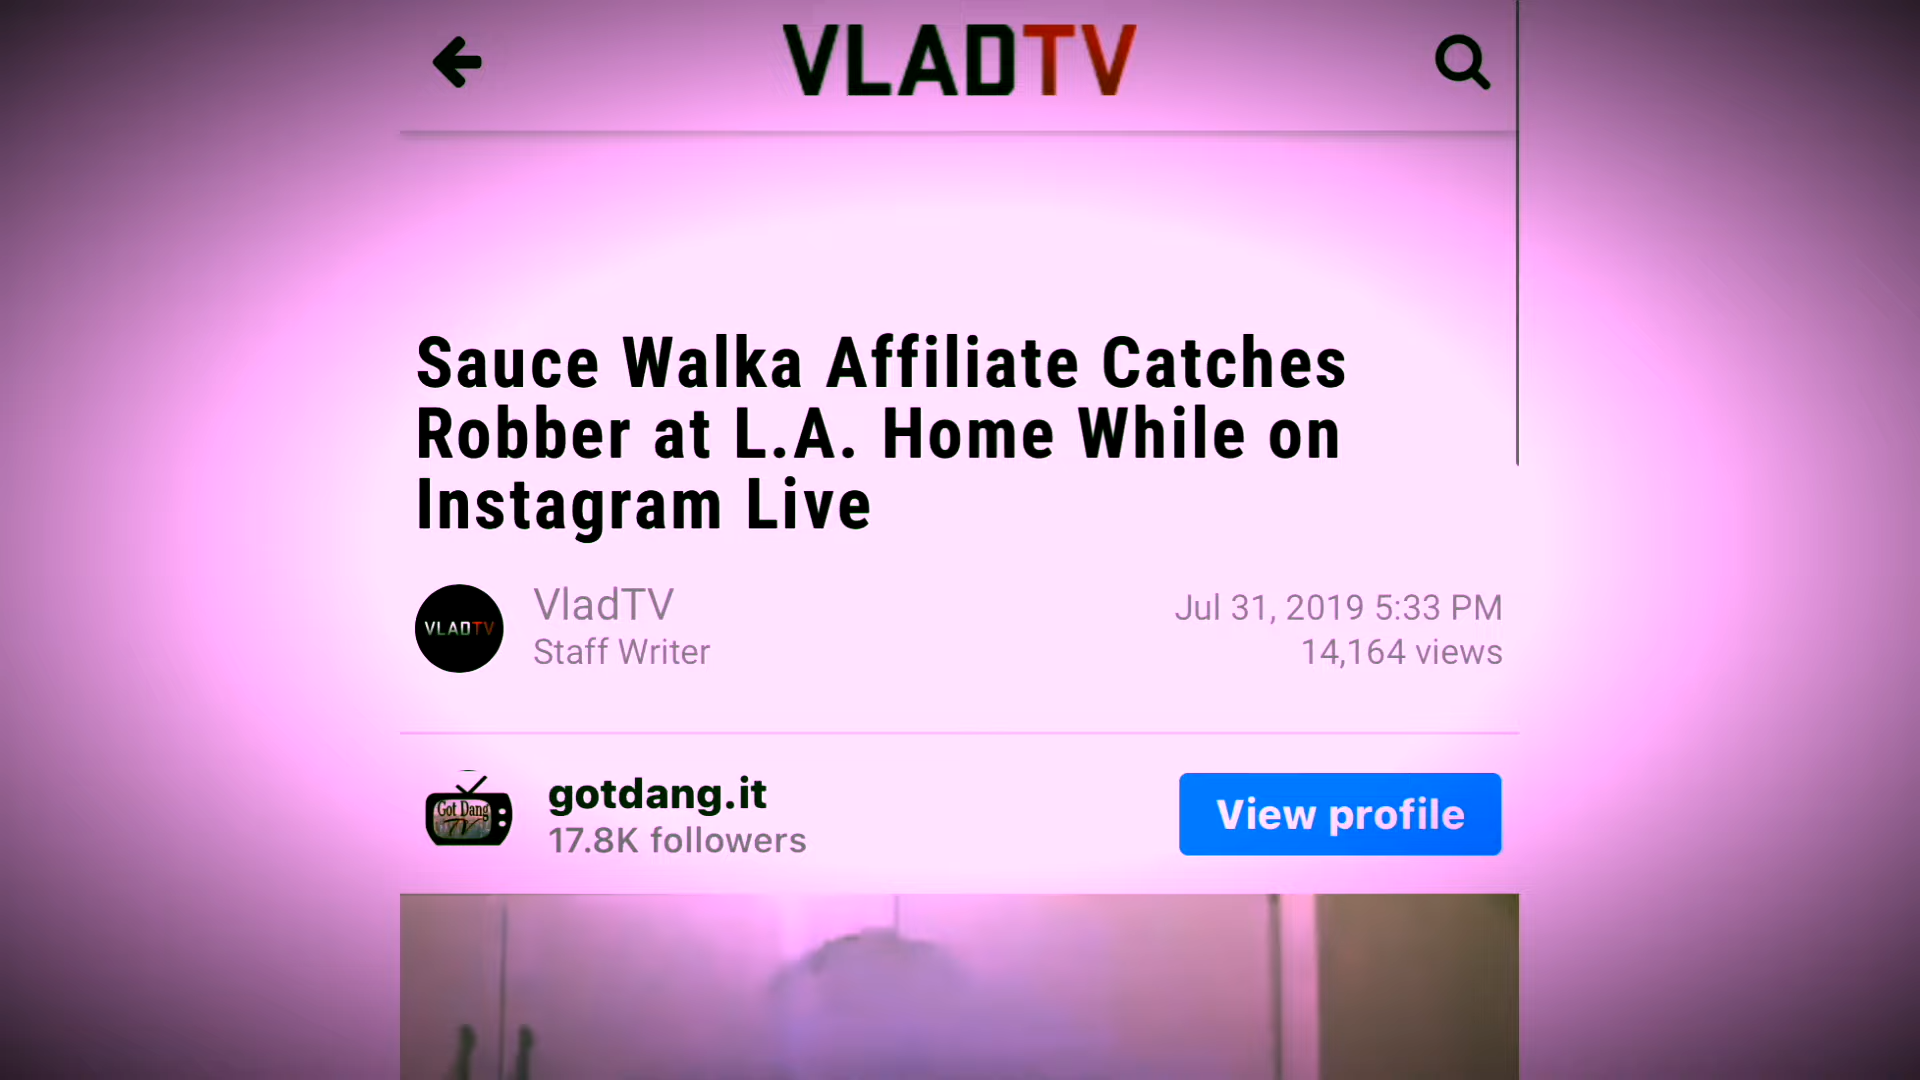 VLADTV
Sauce Walka Affiliate Catches
Robber at L.A. Home While on
Instagram Live
VLADTV
VladTV
Staff Writer
Jul 31, 2019 5:33 PM
14,164 views
Got Dang
TV
gotdang.it
17.8K followers
View profile